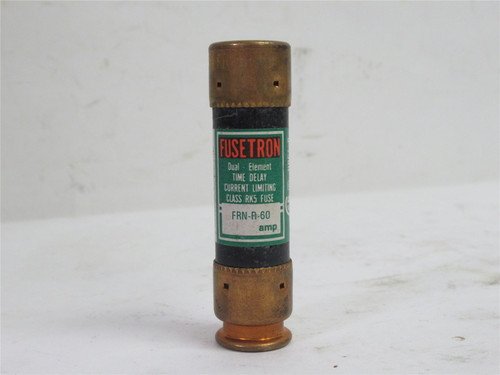 FUSETRON
Dual - Element
TIME DELAY
CURRENT LIMITING
CLASS RK5 FUSE
FRN-R-60
amp